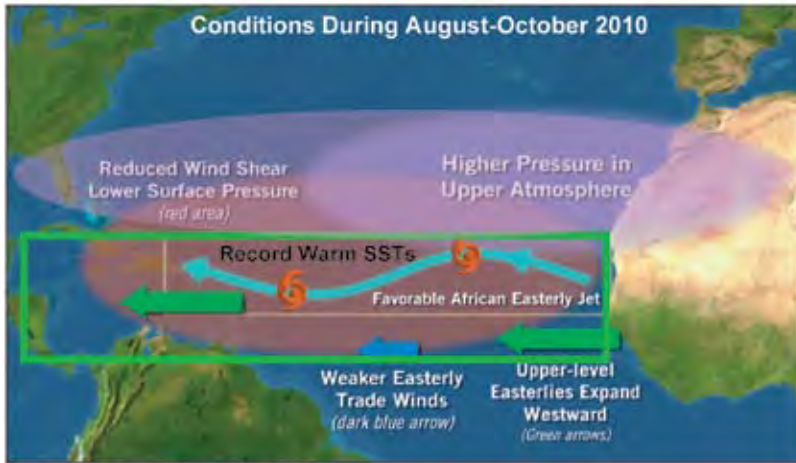 Conditions During August-October 2010
Reduced Wind Shear
Lower Surface Pressure
(red area)
Higher Pressure in
Upper Atmosphere
Record Warm SSTs
Favorable African Easterly Jet
Weaker Easterly
Trade Winds
(dark blue arrow)
Upper-level
Easterlies Expand
Westward
(Green arrows)